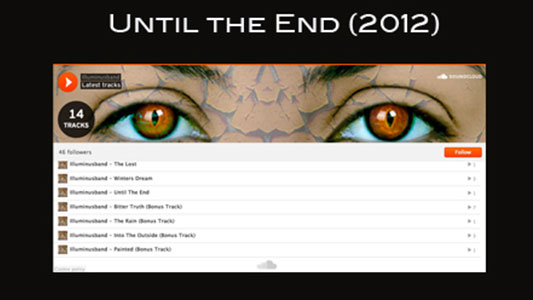 Until the End (2012)
Illuminusband
Latest tracks
SOUNDCLOUD
14
TRACKS
46 followers
Follow
Illuminusband - The Lost
Illuminusband - Winters Dream
Illuminusband - Until The End
Illuminusband - Bitter Truth (Bonus Track)
Illuminusband - The Rain (Bonus Track)
Illuminusband - Into The Outside (Bonus Track)
Illuminusband - Painted (Bonus Track)
Cookie policy